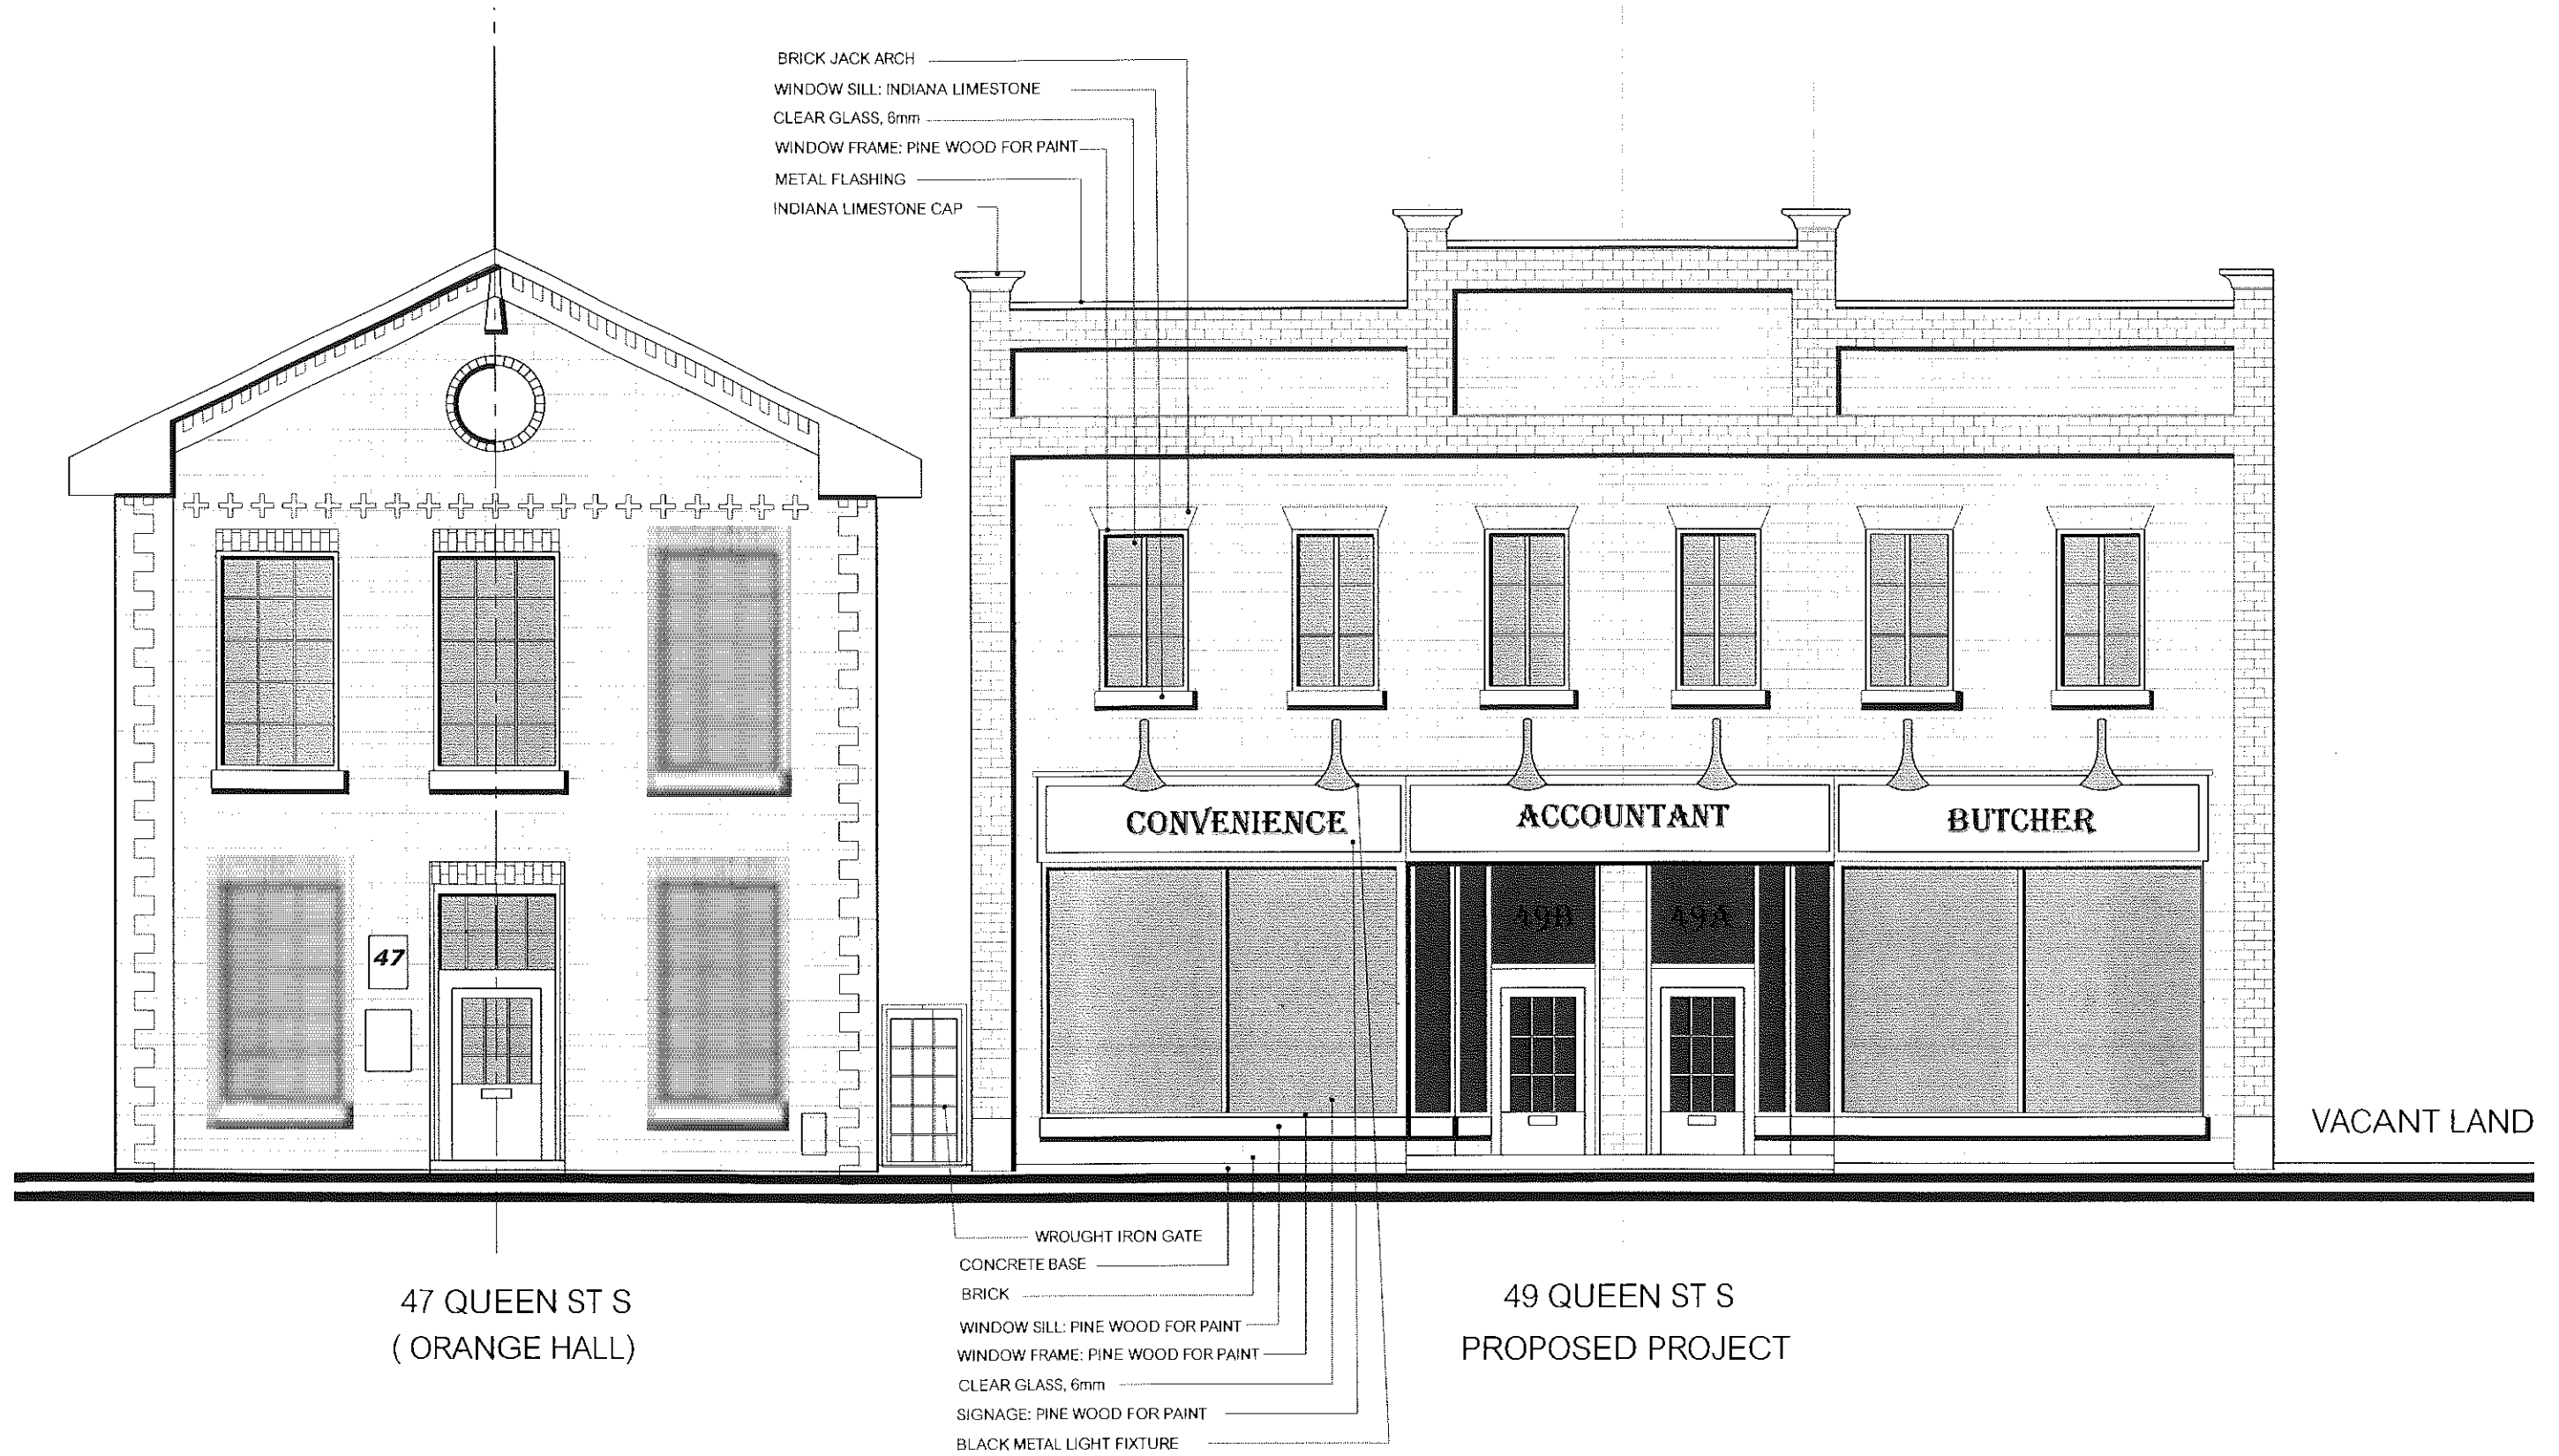 BRICK JACK ARCH
WINDOW SILL: INDIANA LIMESTONE
CLEAR GLASS, 6mm
WINDOW FRAME: PINE WOOD FOR PAINT
METAL FLASHING
INDIANA LIMESTONE CAP
CONVENIENCE
ACCOUNTANT
BUTCHER
49B
49A
47
VACANT LAND
WROUGHT IRON GATE
CONCRETE BASE
BRICK
WINDOW SILL: PINE WOOD FOR PAINT
WINDOW FRAME: PINE WOOD FOR PAINT
CLEAR GLASS, 6mm
SIGNAGE: PINE WOOD FOR PAINT
BLACK METAL LIGHT FIXTURE
47 QUEEN ST S
( ORANGE HALL)
49 QUEEN ST S
PROPOSED PROJECT